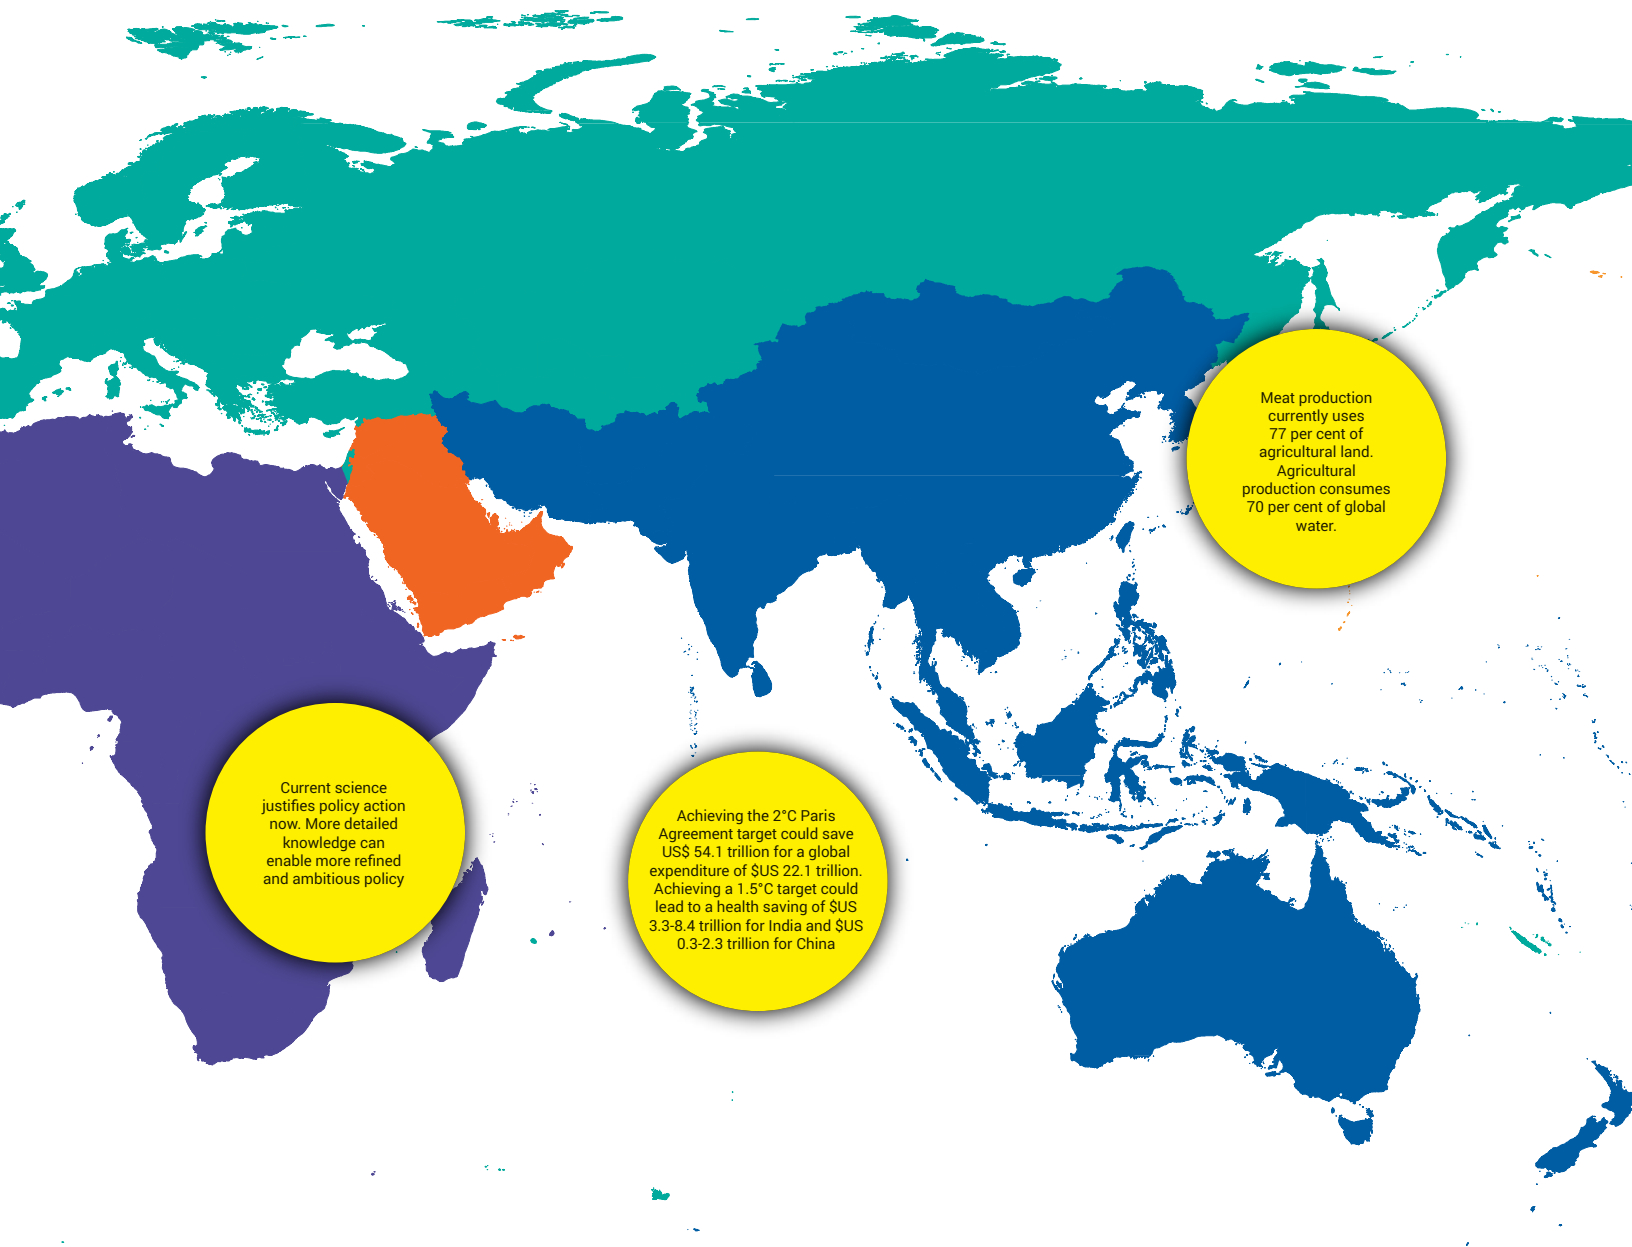 Meat production
currently uses
77 per cent of
agricultural land.
Agricultural
production consumes
70 per cent of global
water.
Current science
justifies policy action
now. More detailed
knowledge can
enable more refined
and ambitious policy
Achieving the 2°C Paris
Agreement target could save
US$ 54.1 trillion for a global
expenditure of $US 22.1 trillion.
Achieving a 1.5°C target could
lead to a health saving of $US
3.3-8.4 trillion for India and $US
0.3-2.3 trillion for China